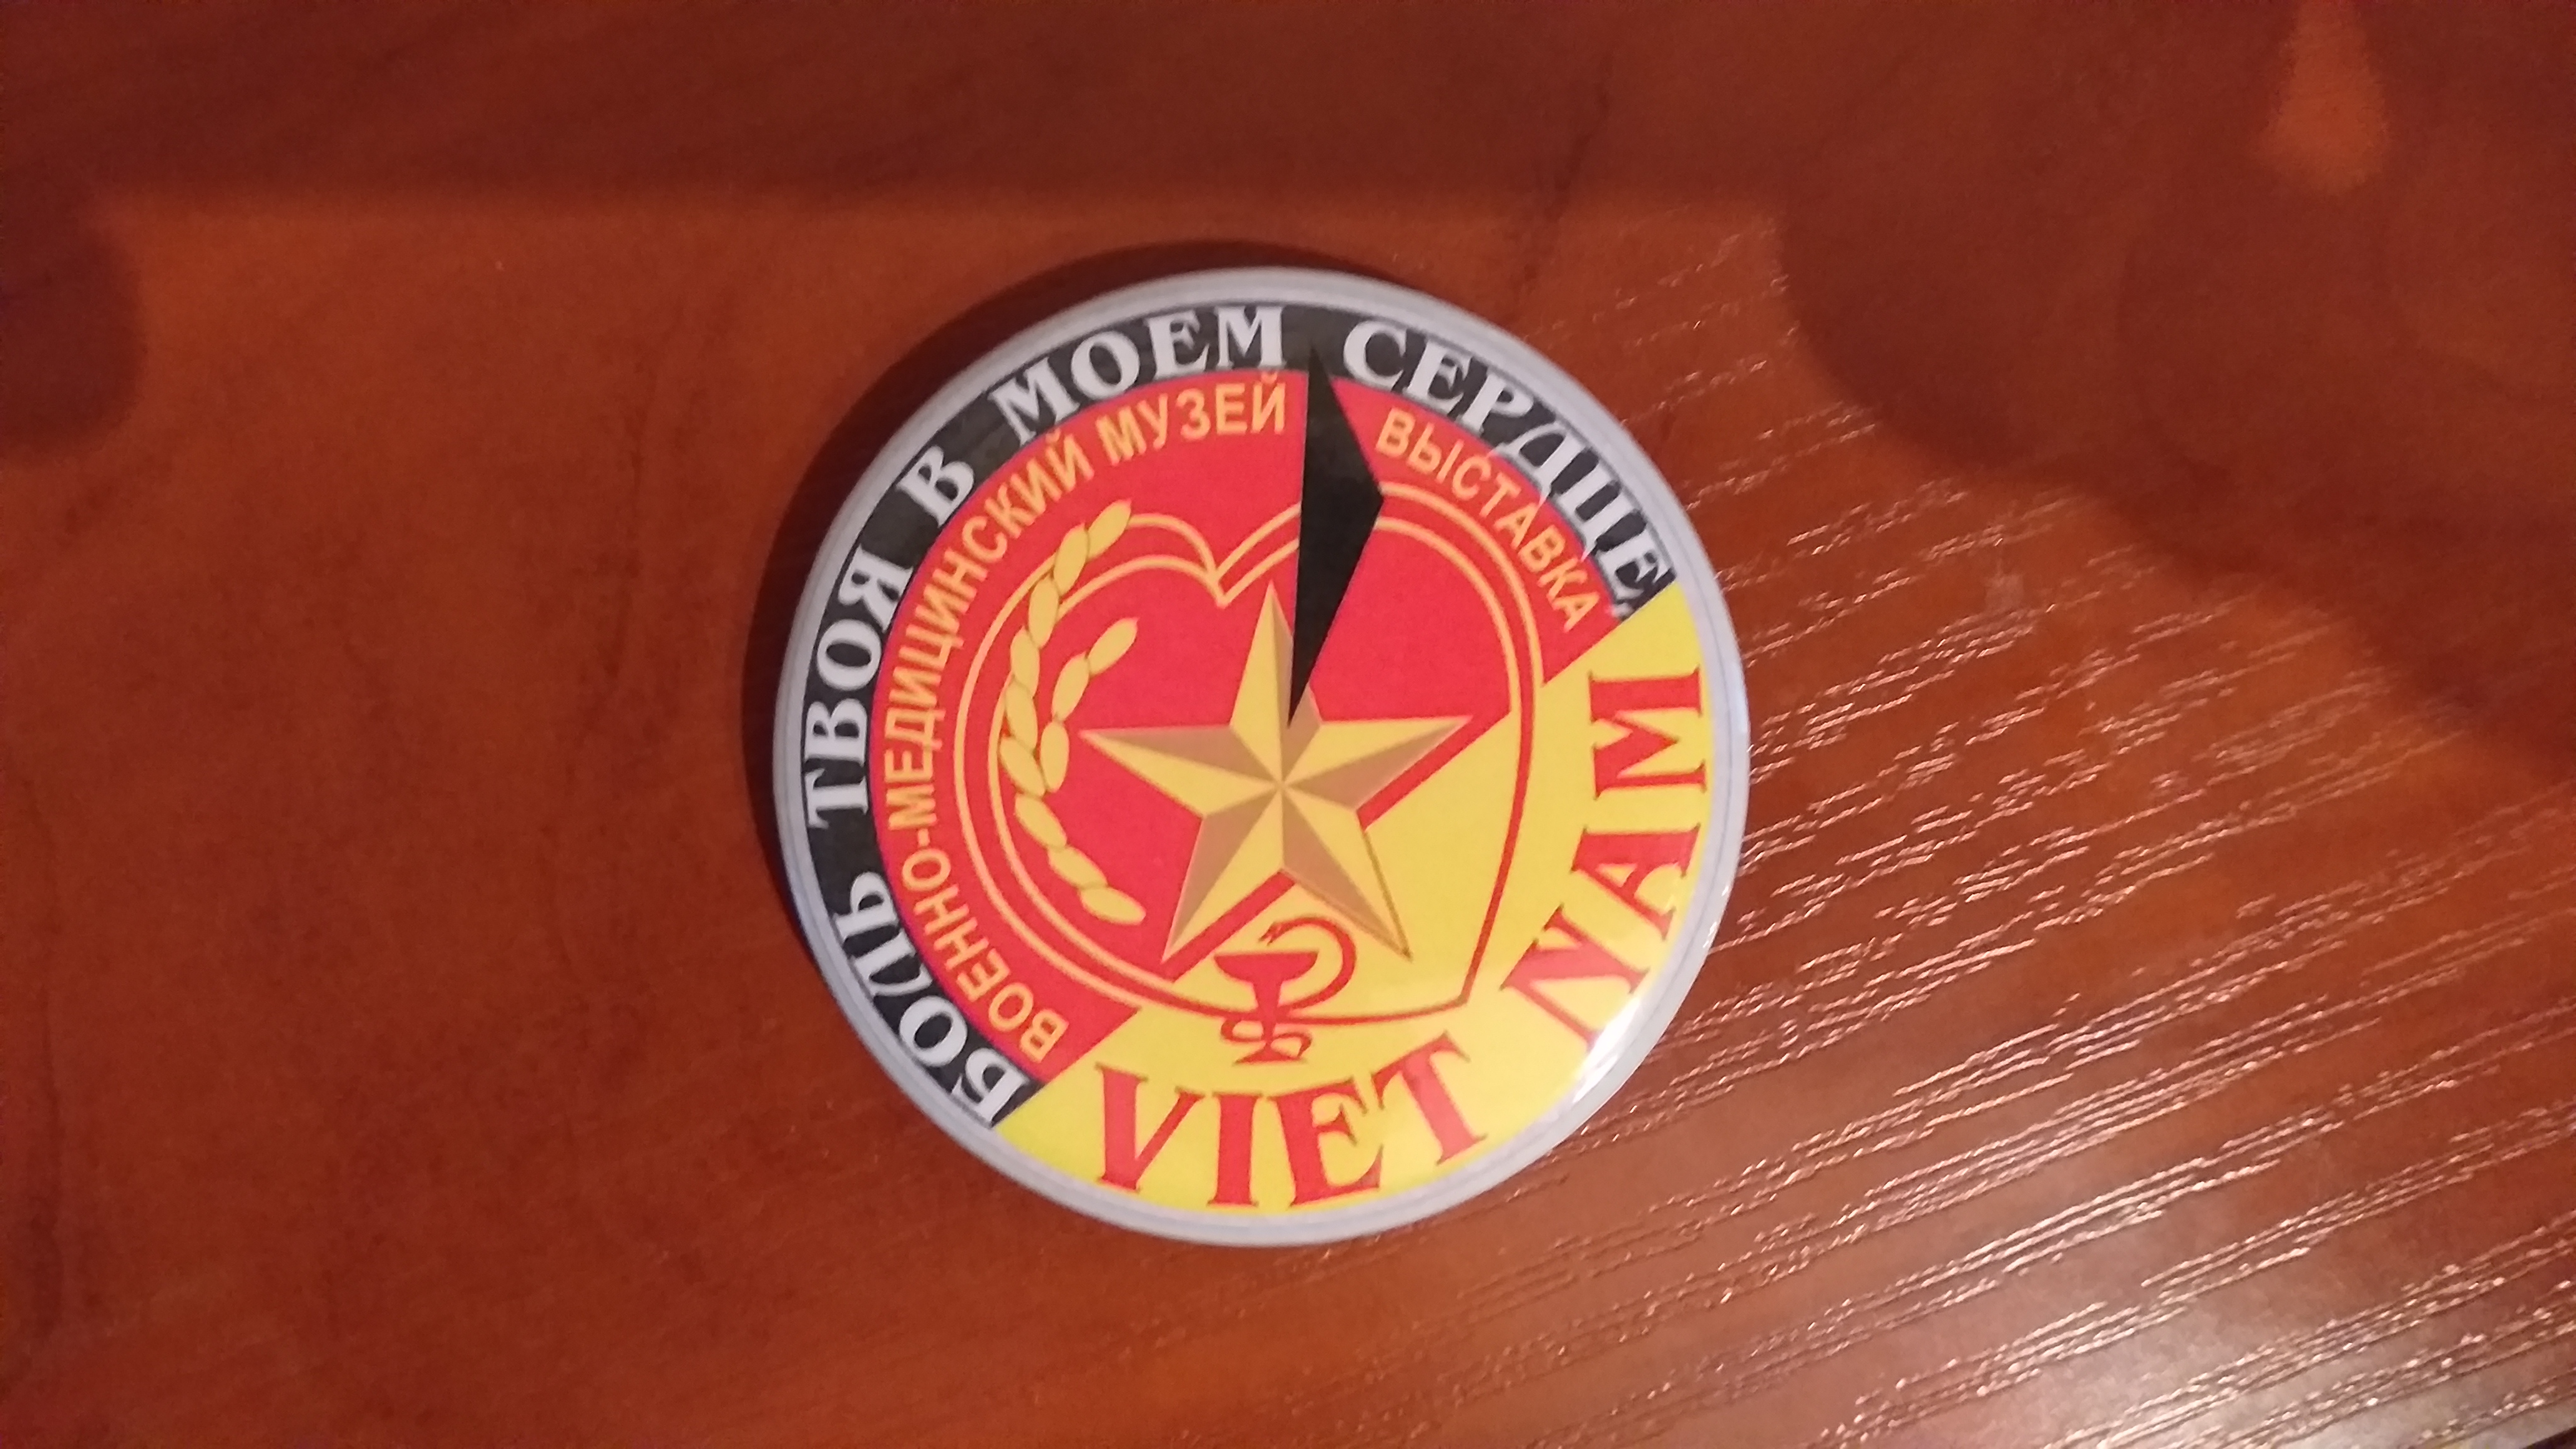 БОЛЬ ТВОЯ В МОЕМ СЕРДЦЕ
ВОЕННО-МЕДИЦИНСКИЙ МУЗЕЙ
ВЫСТАВКА
VIET NAM